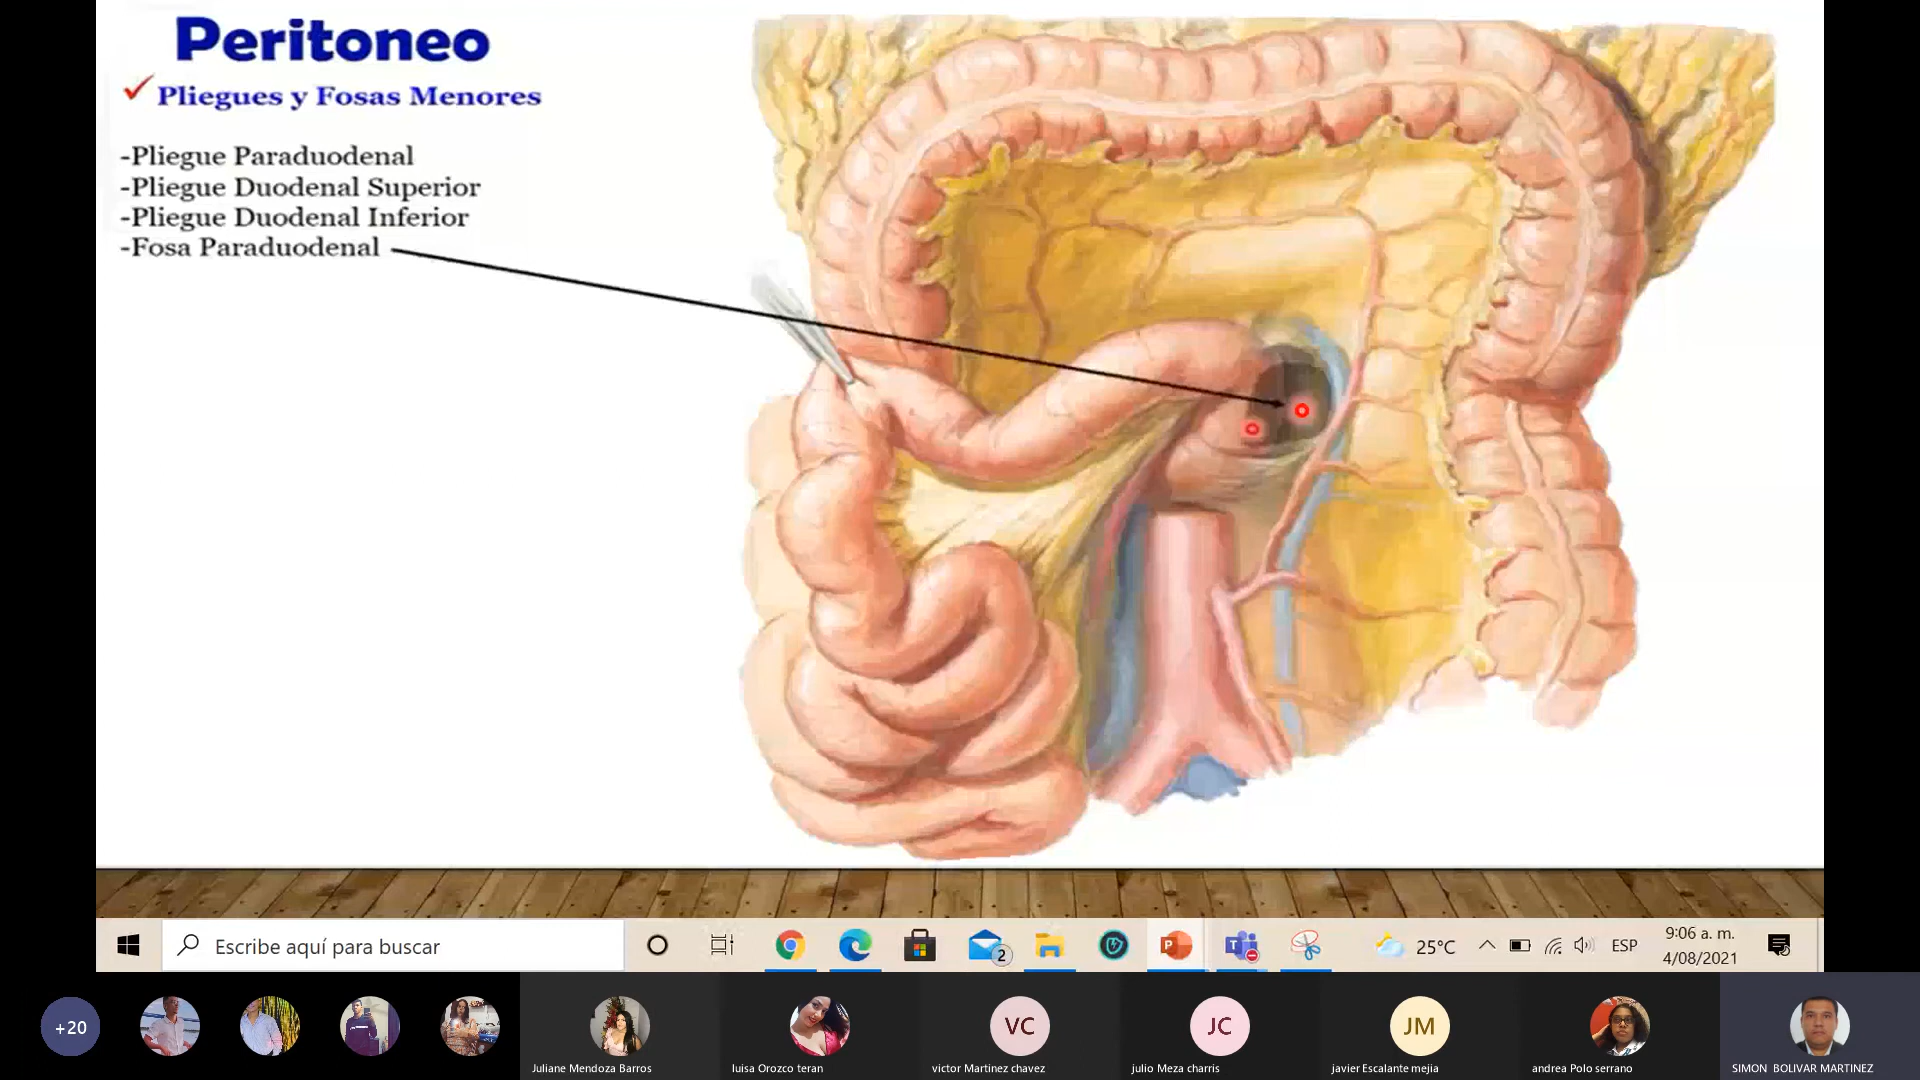 Peritoneo
Pliegues y Fosas Menores
-Pliegue Paraduodenal
-Pliegue Duodenal Superior
-Pliegue Duodenal Inferior
-Fosa Paraduodenal
Escribe aquí para buscar
2
25°C
ESP
9:06 a. m.
4/08/2021
+20
VC
JC
JM
Juliane Mendoza Barros
luisa Orozco teran
victor Martinez chavez
julio Meza charris
javier Escalante mejia
andrea Polo serrano
SIMON BOLIVAR MARTINEZ